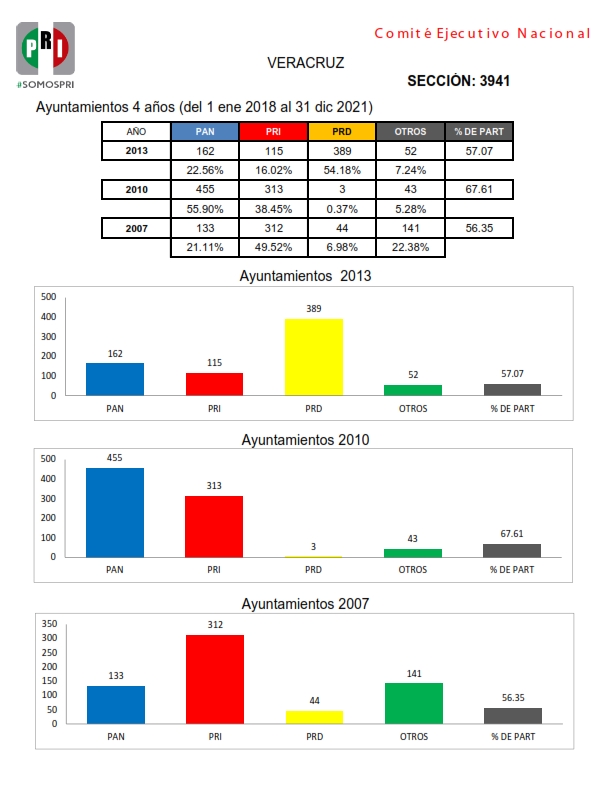 Comité Ejecutivo Nacional
PRI
#SOMOSPRI
VERACRUZ
SECCIÓN: 3941
Ayuntamientos 4 años (del 1 ene 2018 al 31 dic 2021)
AÑO PAN PRI PRD OTROS % DE PART
2013 162 115 389 52 57.07
22.56% 16.02% 54.18% 7.24%
2010 455 313 3 43 67.61
55.90% 38.45% 0.37% 5.28%
2007 133 312 44 141 56.35
21.11% 49.52% 6.98% 22.38%
Ayuntamientos 2013
500
400
300
200
100
0
162 115 389 52 57.07
PAN PRI PRD OTROS % DE PART
Ayuntamientos 2010
500
400
300
200
100
0
455 313 3 43 67.61
PAN PRI PRD OTROS % DE PART
Ayuntamientos 2007
350
300
250
200
150
100
50
0
133 312 44 141 56.35
PAN PRI PRD OTROS % DE PART